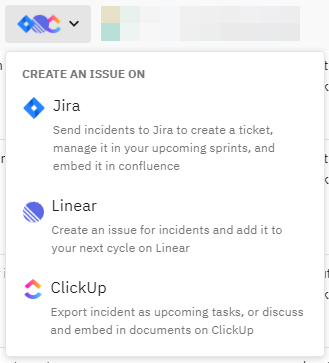 CREATE AN ISSUE ON
Jira
Send incidents to Jira to create a ticket,
manage it in your upcoming sprints, and
embed it in confluence
Linear
Create an issue for incidents and add it to
your next cycle on Linear
ClickUp
Export incident as upcoming tasks, or discuss
and embed in documents on ClickUp